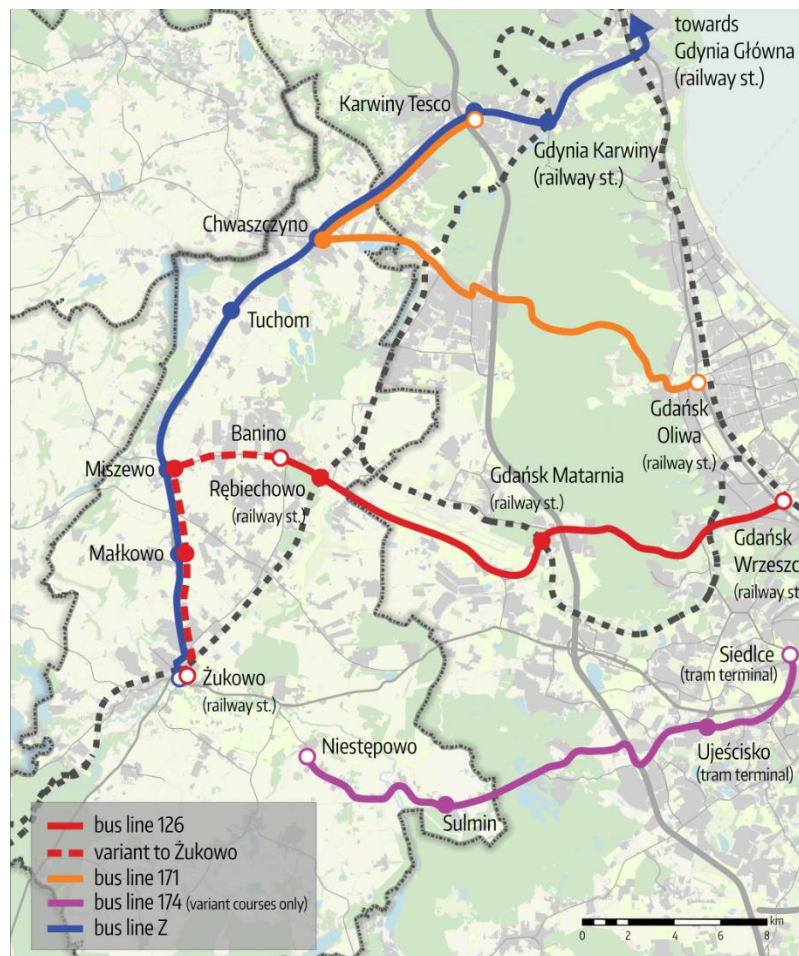 towards
Gdynia Główna
(railway st.)
Karwiny Tesco
Gdynia Karwiny
(railway st.)
Chwaszczyno
Tuchom
Gdańsk
Oliwa
(railway st.)
Banino
Miszewo
Rębiechowo
(railway st.)
Gdańsk Matarnia
(railway st.)
Małkowo
Gdańsk
Wrzeszc
(railway st
Żukowo
(railway st.)
Siedlce
(tram terminal)
Niestępowo
Ujeścisko
(tram terminal)
Sulmin
bus line 126
variant to Żukowo
bus line 171
bus line 174 (variant courses only)
bus line Z
km
0 2 4 6 8